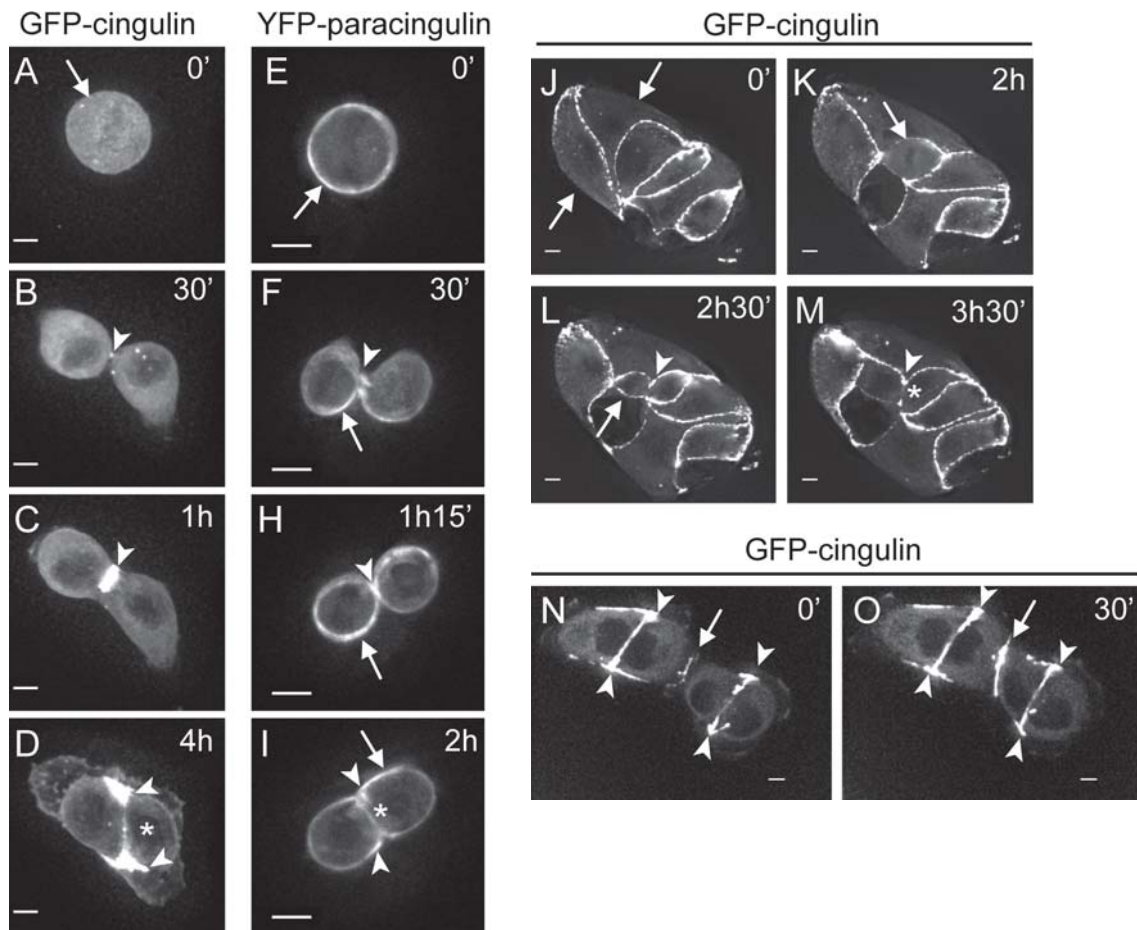 GFP-cingulin
YFP-paracingulin
GFP-cingulin
A 0’
E 0’
J 0’
K 2h
B 30’
F 30’
L 2h30’
M 3h30’
*
C 1h
H 1h15’
GFP-cingulin
N 0’
O 30’
D 4h
*
I 2h
*